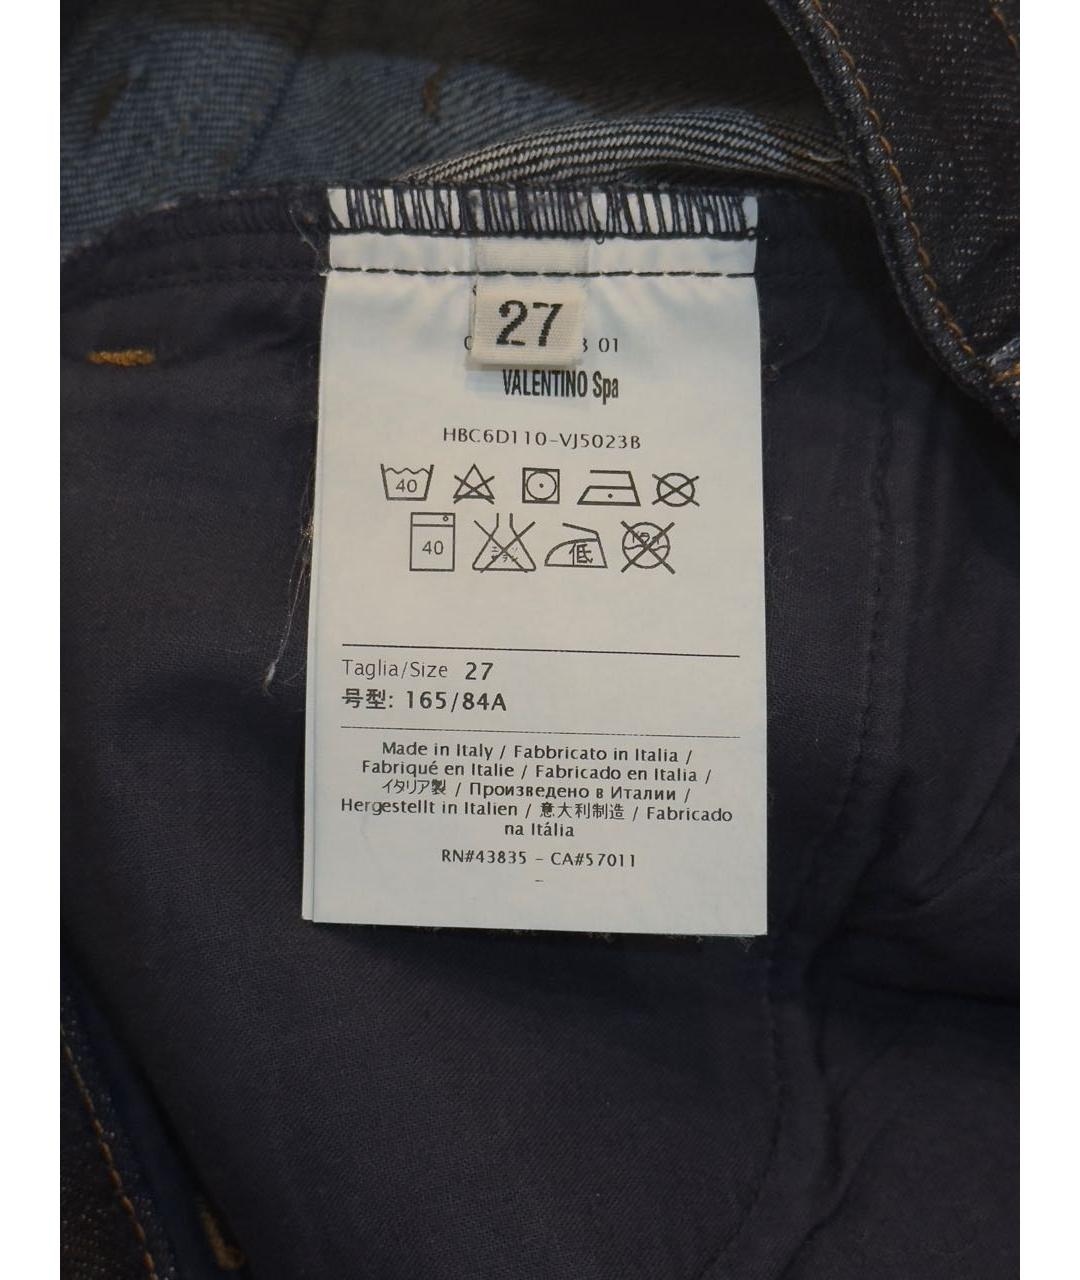 27
01
VALENTINO Spa
HBC6D110-VJ5023B
40
40 低
Taglia/Size 27
号型: 165/84A
Made in Italy / Fabbricato in Italia /
Fabriqué en Italie / Fabricado en Italia /
イタリア製 / Произведено в Италии /
Hergestellt in Italien / 意大利制造 / Fabricado
na Itália
RN#43835 - CA#57011
-